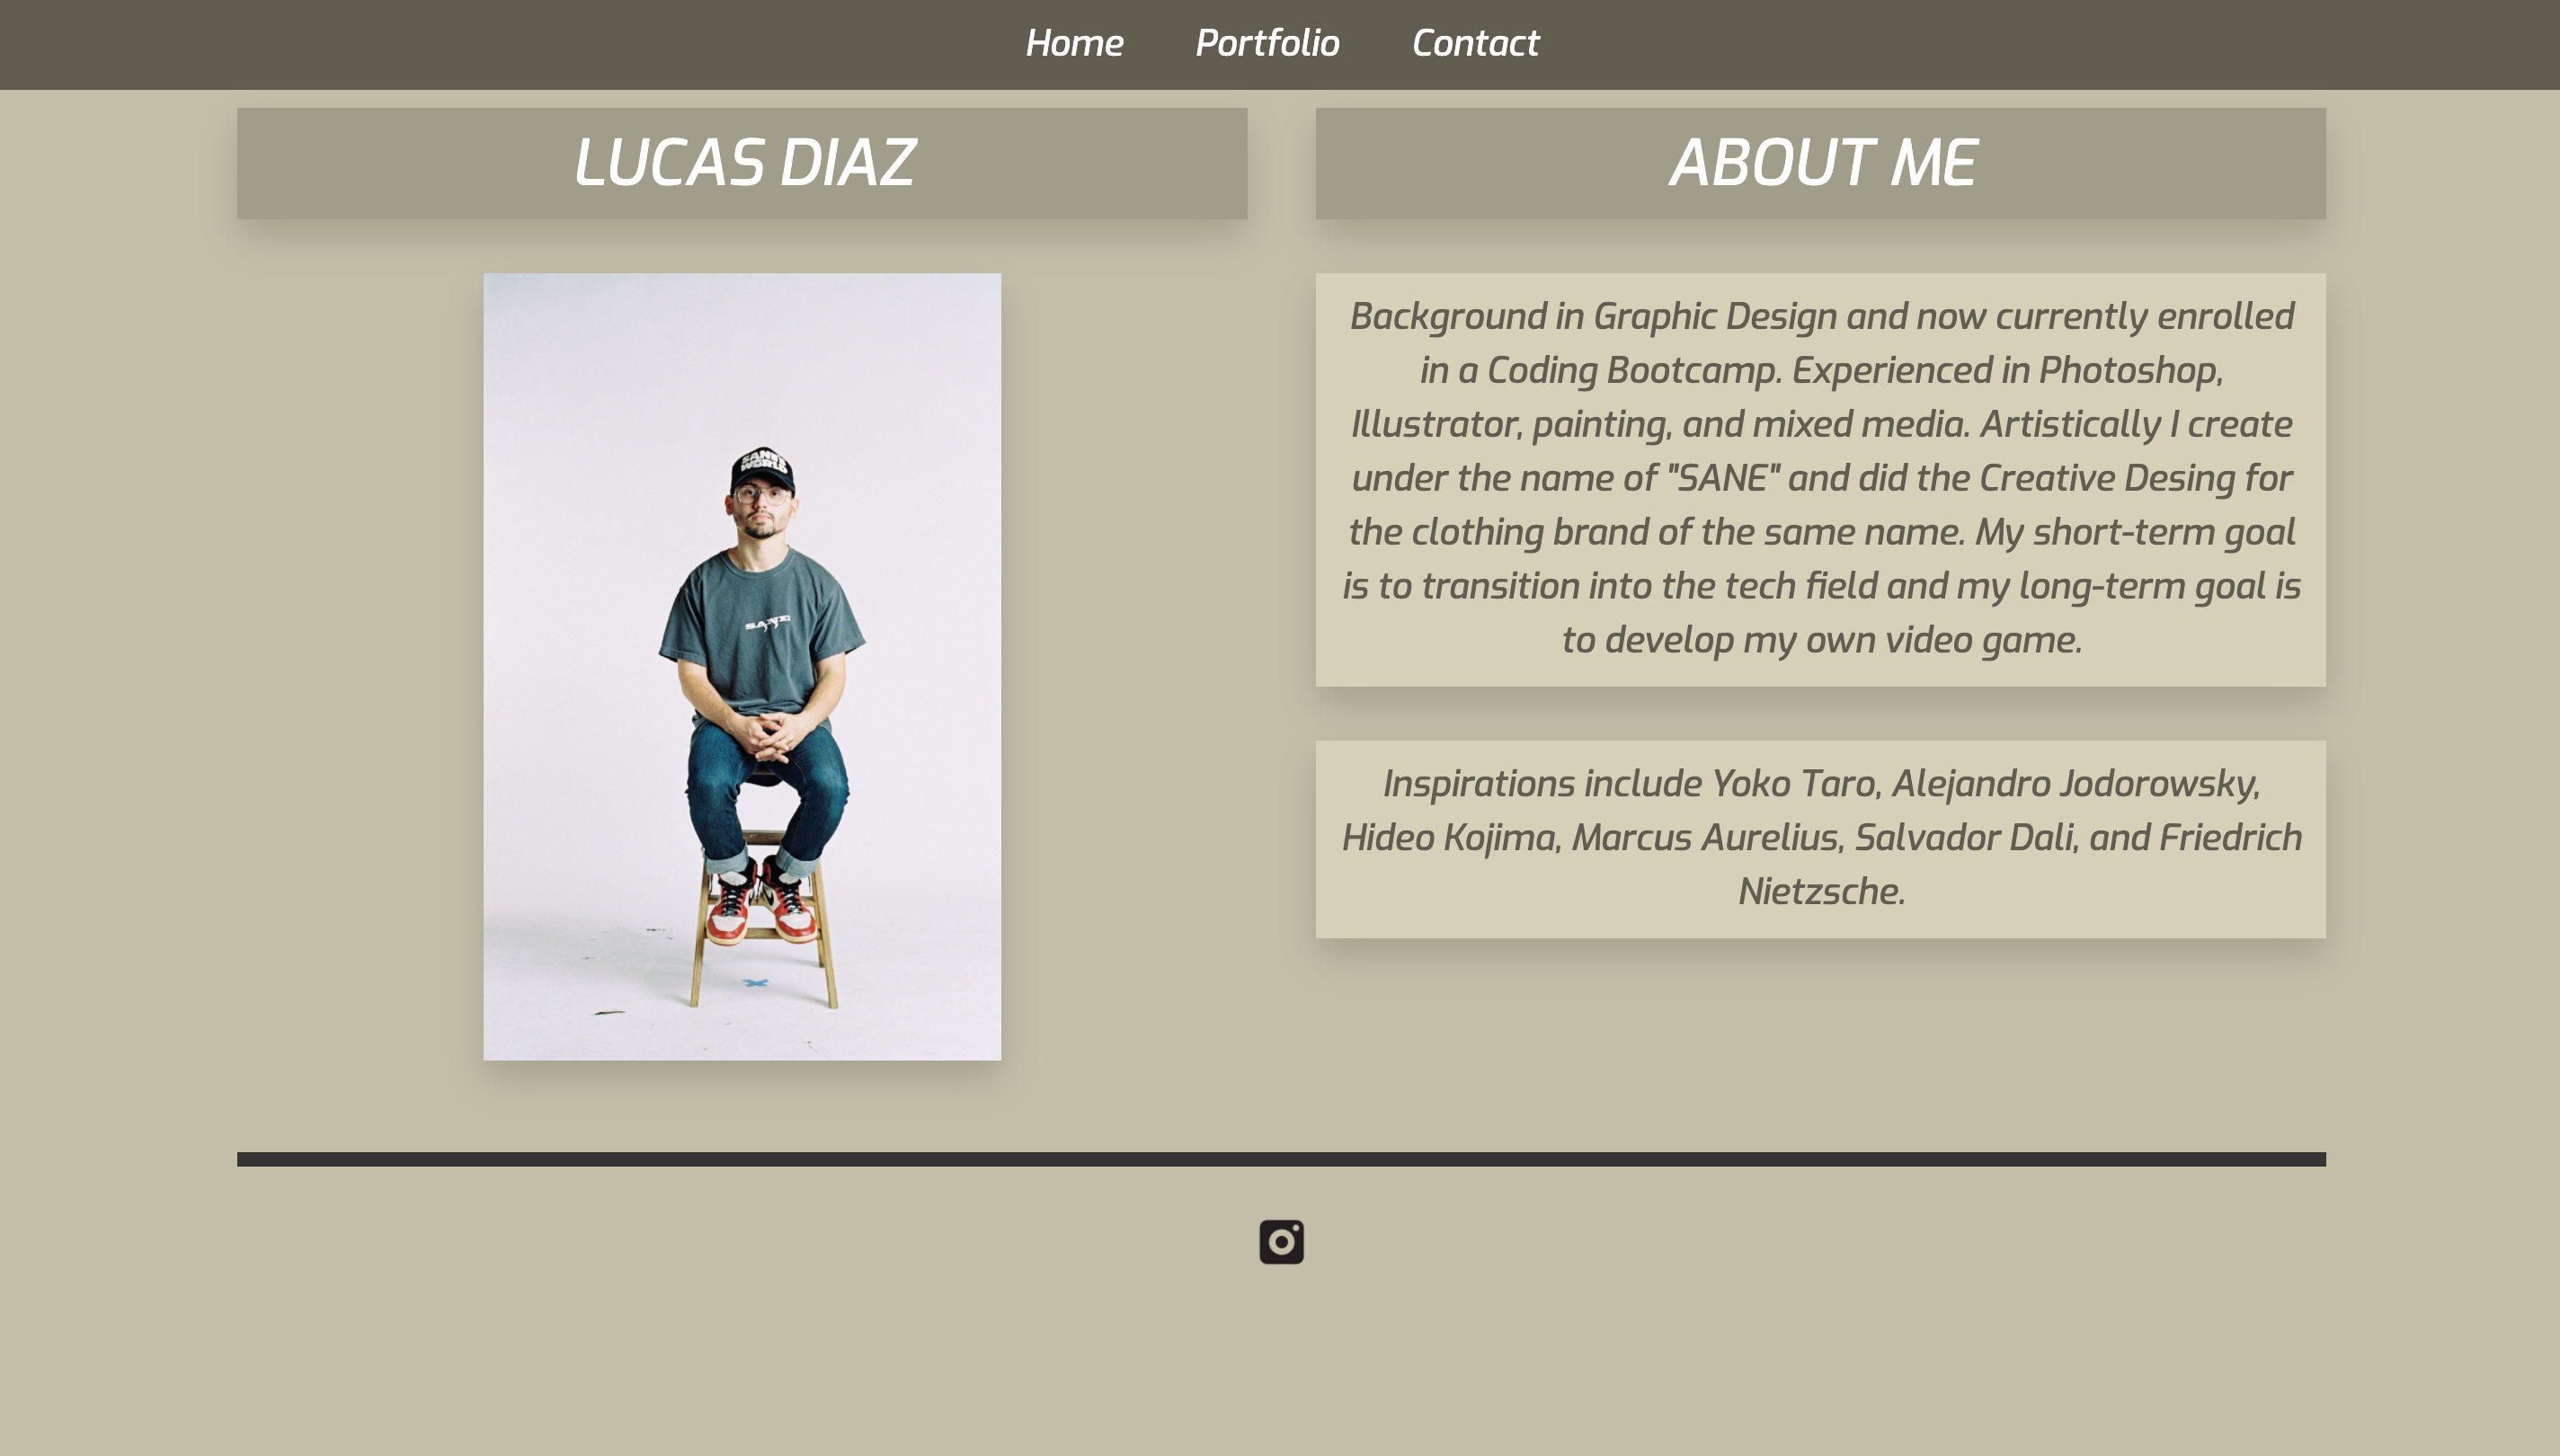 Home Portfolio Contact
LUCAS DIAZ
SANE
WORLD
SANE
ABOUT ME
Background in Graphic Design and now currently enrolled
in a Coding Bootcamp. Experienced in Photoshop,
Illustrator, painting, and mixed media. Artistically I create
under the name of "SANE" and did the Creative Desing for
the clothing brand of the same name. My short-term goal
is to transition into the tech field and my long-term goal is
to develop my own video game.
Inspirations include Yoko Taro, Alejandro Jodorowsky,
Hideo Kojima, Marcus Aurelius, Salvador Dali, and Friedrich
Nietzsche.